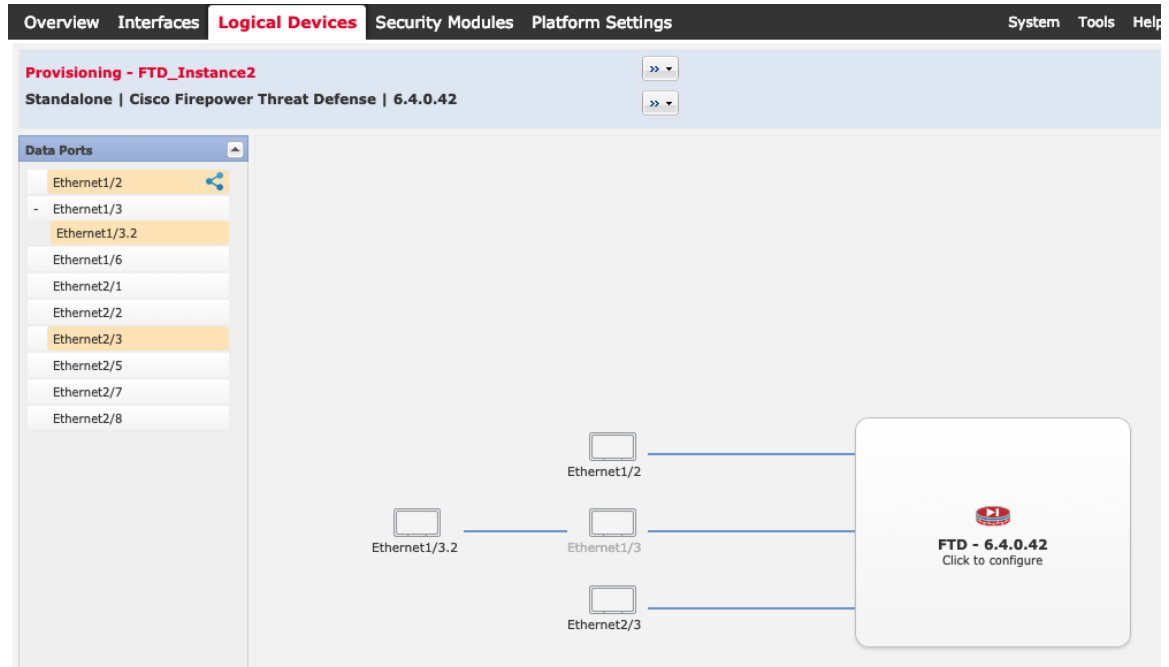 Overview Interfaces Logical Devices Security Modules Platform Settings System Tools Help
Provisioning - FTD_Instance2
Standalone | Cisco Firepower Threat Defense | 6.4.0.42
Data Ports
Ethernet1/2
- Ethernet1/3
Ethernet1/3.2
Ethernet1/6
Ethernet2/1
Ethernet2/2
Ethernet2/3
Ethernet2/5
Ethernet2/7
Ethernet2/8
Ethernet1/2
Ethernet1/3.2 Ethernet1/3
Ethernet2/3
FTD - 6.4.0.42
Click to configure